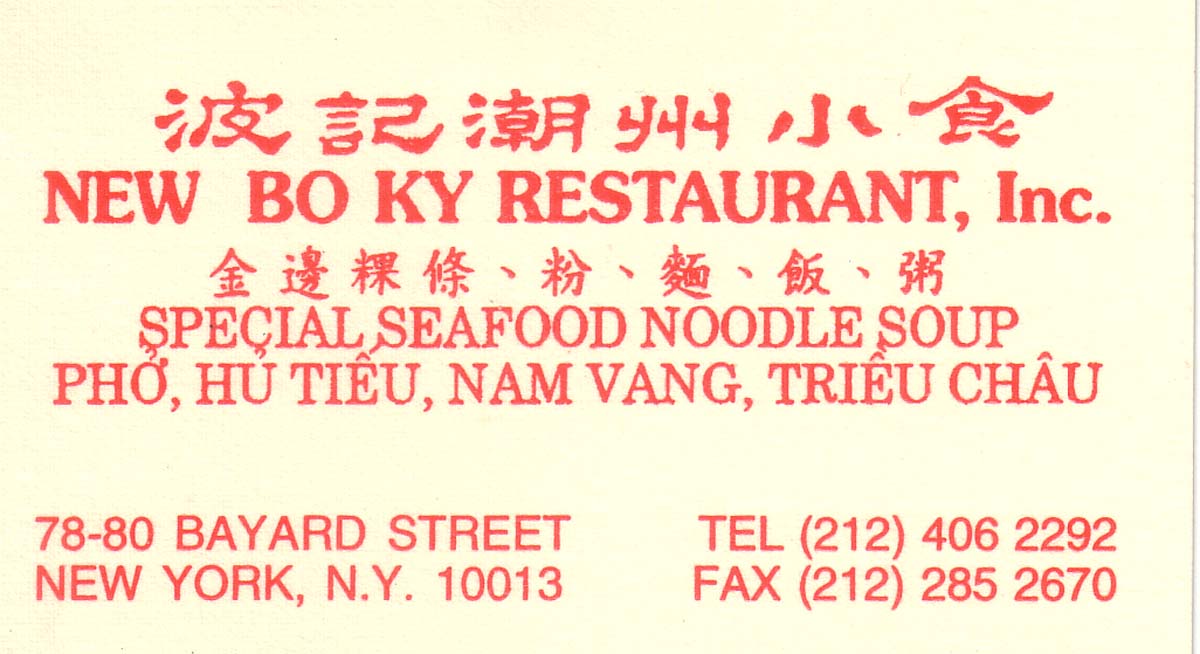 波記潮州小食
NEW BO KY RESTAURANT, Inc.
金邊粿條、粉、麵、飯、粥
SPECIAL SEAFOOD NOODLE SOUP
PHỞ, HỦ TIẾU, NAM VANG, TRIỀU CHÂU
78-80 BAYARD STREET
NEW YORK, N.Y. 10013
TEL (212) 406 2292
FAX (212) 285 2670